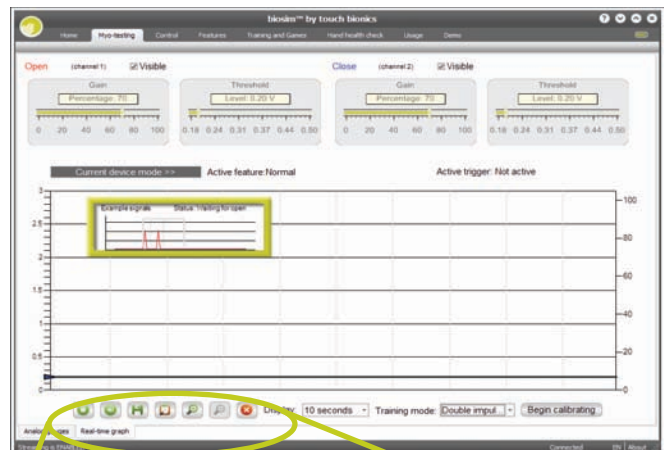 biosim™ by touch bionics
Home Myo-testing Control Features Training and Games Hand health check Usage Demo
Open (channel 1) Visible Close (channel 2) Visible
Gain Threshold Gain Threshold
Percentage: 70 Level: 0.20 V Percentage: 70 Level: 0.20 V
0 20 40 60 80 100 0.18 0.24 0.31 0.37 0.44 0.50 0 20 40 60 80 100 0.18 0.24 0.31 0.37 0.44 0.50
Current device mode >> Active feature:Normal Active trigger: Not active
Example signals Status: Waiting for open
3
2.5
2
1.5
1
0.5
0
100
80
60
40
20
0
Display: 10 seconds Training mode: Double impul... Begin calibrating
Real-time graph
Connected EN About